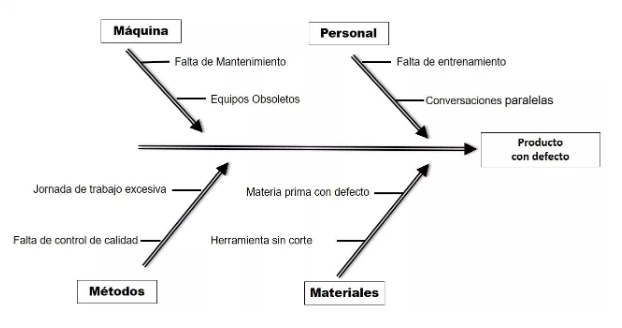 Máquina
Personal
Falta de Mantenimiento
Falta de entrenamiento
Equipos Obsoletos
Conversaciones paralelas
Producto
con defecto
Jornada de trabajo excesiva
Materia prima con defecto
Falta de control de calidad
Herramienta sin corte
Métodos
Materiales